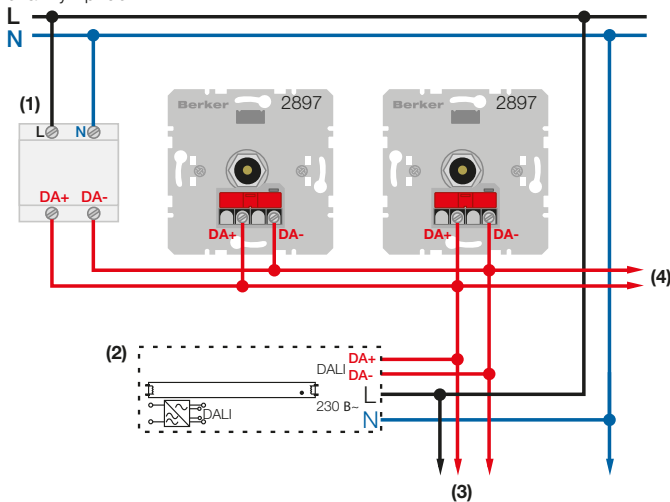 L
N
(1)
L N
DA+ DA-
Berker 2897
DA+ DA-
Berker 2897
DA+ DA-
(4)
(2)
DALI DA+
DA-
L
230 В~
N
DALI
(3)